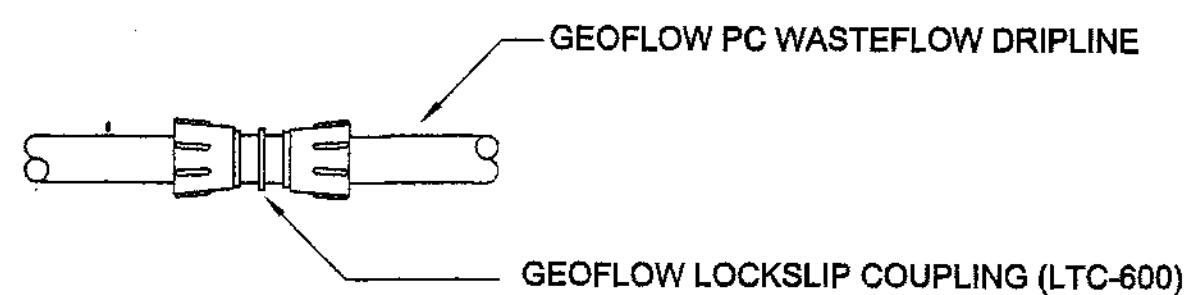 GEOFLOW PC WASTEFLOW DRIPLINE
GEOFLOW LOCKSLIP COUPLING (LTC-600)